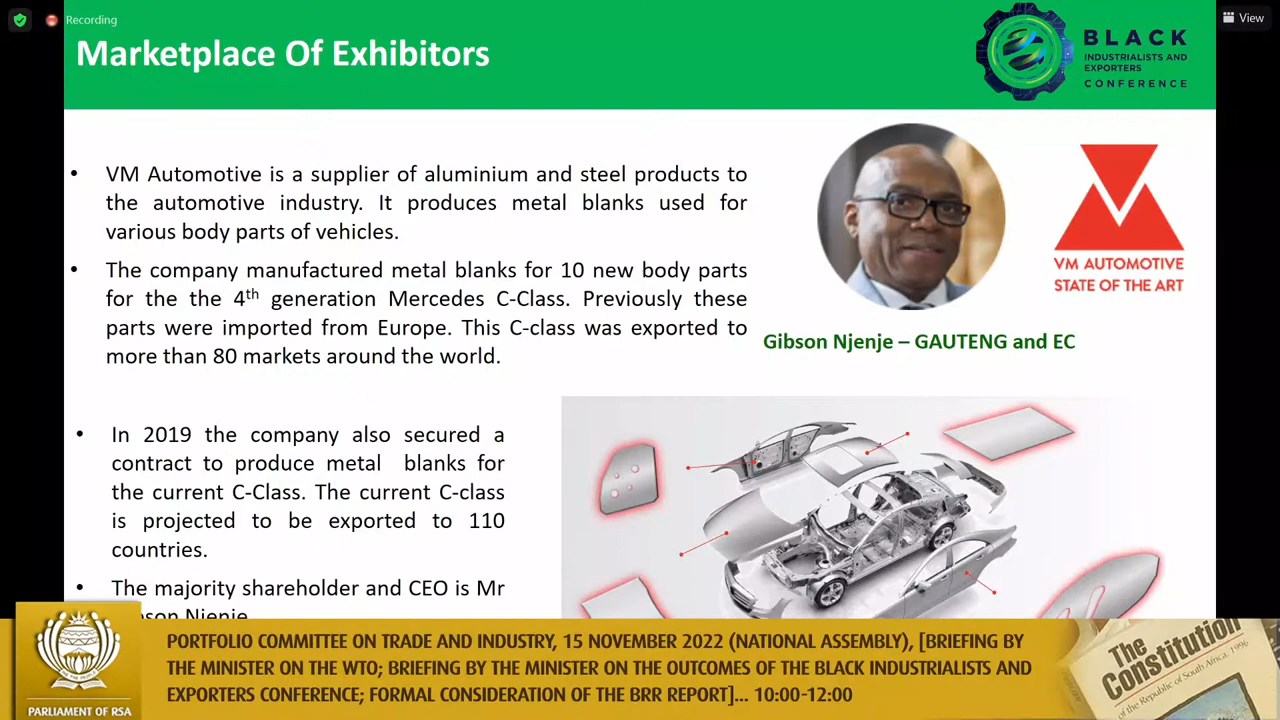 Recording
View
Marketplace Of Exhibitors
BLACK
INDUSTRIALISTS AND
EXPORTERS
CONFERENCE
• VM Automotive is a supplier of aluminium and steel products to
the automotive industry. It produces metal blanks used for
various body parts of vehicles.
• The company manufactured metal blanks for 10 new body parts
for the the 4th generation Mercedes C-Class. Previously these
parts were imported from Europe. This C-class was exported to
more than 80 markets around the world.
VM AUTOMOTIVE
STATE OF THE ART
Gibson Njenje – GAUTENG and EC
• In 2019 the company also secured a
contract to produce metal blanks for
the current C-Class. The current C-class
is projected to be exported to 110
countries.
• The majority shareholder and CEO is Mr
PARLIAMENT OF RSA
PORTFOLIO COMMITTEE ON TRADE AND INDUSTRY, 15 NOVEMBER 2022 (NATIONAL ASSEMBLY), [BRIEFING BY
THE MINISTER ON THE WTO; BRIEFING BY THE MINISTER ON THE OUTCOMES OF THE BLACK INDUSTRIALISTS AND
EXPORTERS CONFERENCE; FORMAL CONSIDERATION OF THE BRR REPORT]... 10:00-12:00
The
Constitution
of the Republic of South Africa, 1996